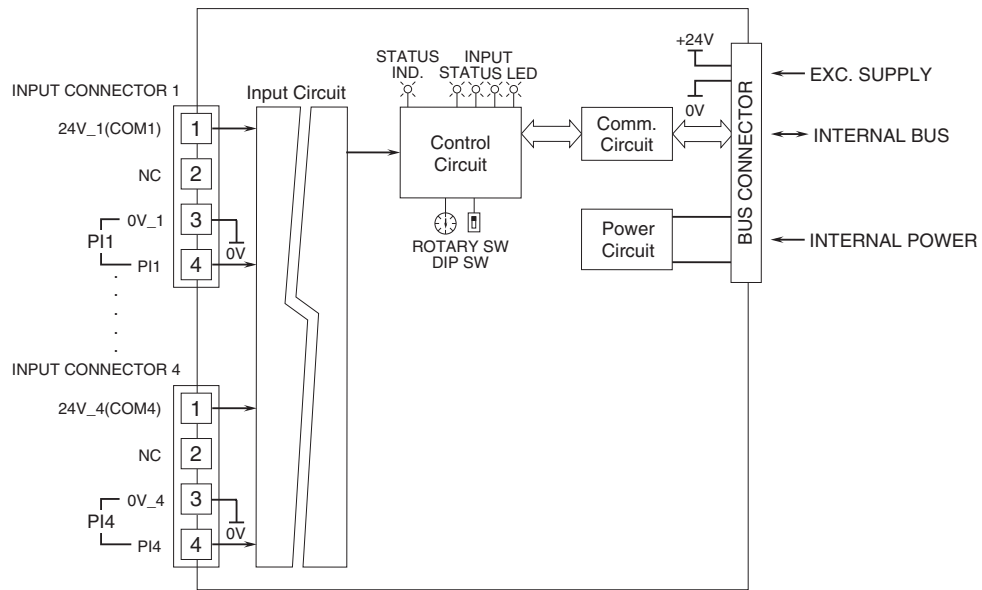 INPUT CONNECTOR 1
24V_1(COM1)
1
NC
2
0V_1
3
PI1
0V
PI1
4
INPUT CONNECTOR 4
24V_4(COM4)
1
NC
2
0V_4
3
PI4
0V
PI4
4
Input Circuit
STATUS
IND.
INPUT
STATUS LED
Control
Circuit
ROTARY SW
DIP SW
Comm.
Circuit
Power
Circuit
+24V
0V
BUS CONNECTOR
EXC. SUPPLY
INTERNAL BUS
INTERNAL POWER